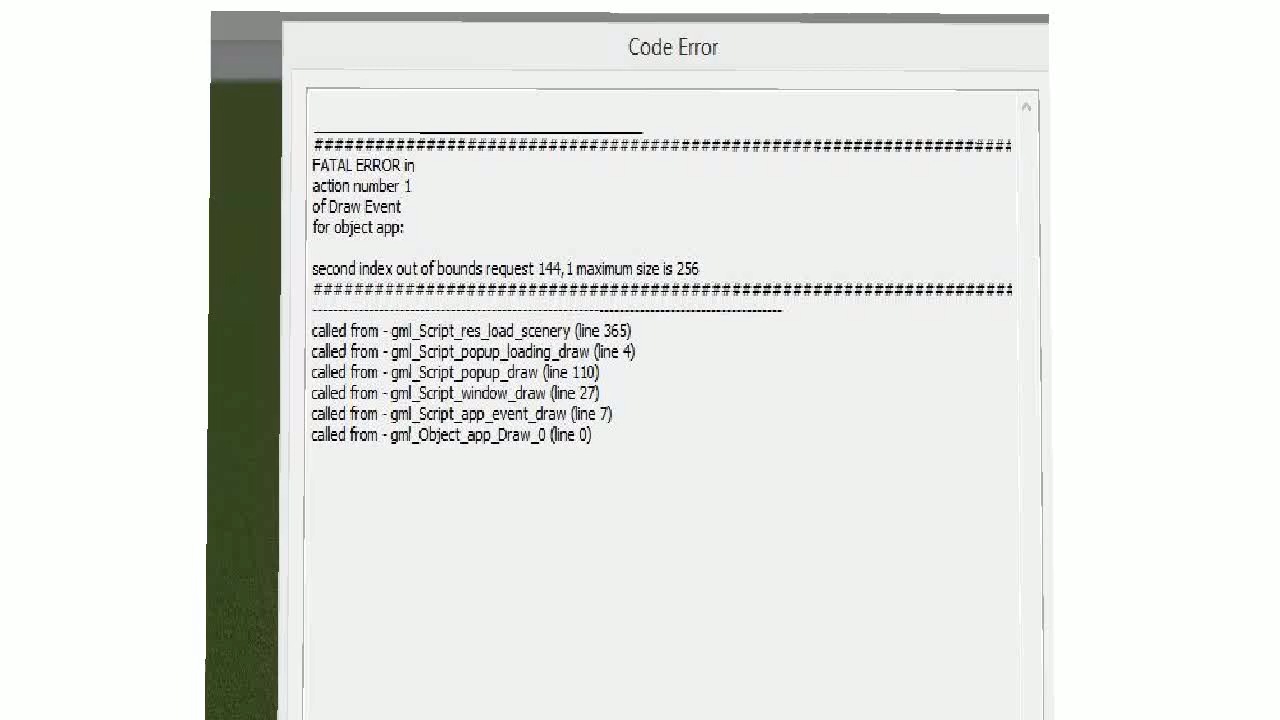 Code Error
###################################################################
FATAL ERROR in
action number 1
of Draw Event
for object app:
second index out of bounds request 144,1 maximum size is 256
###################################################################
--------------------------------------------------------------------------------------------
called from - gml_Script_res_load_scenery (line 365)
called from - gml_Script_popup_loading_draw (line 4)
called from - gml_Script_popup_draw (line 110)
called from - gml_Script_window_draw (line 27)
called from - gml_Script_app_event_draw (line 7)
called from - gml_Object_app_Draw_0 (line 0)